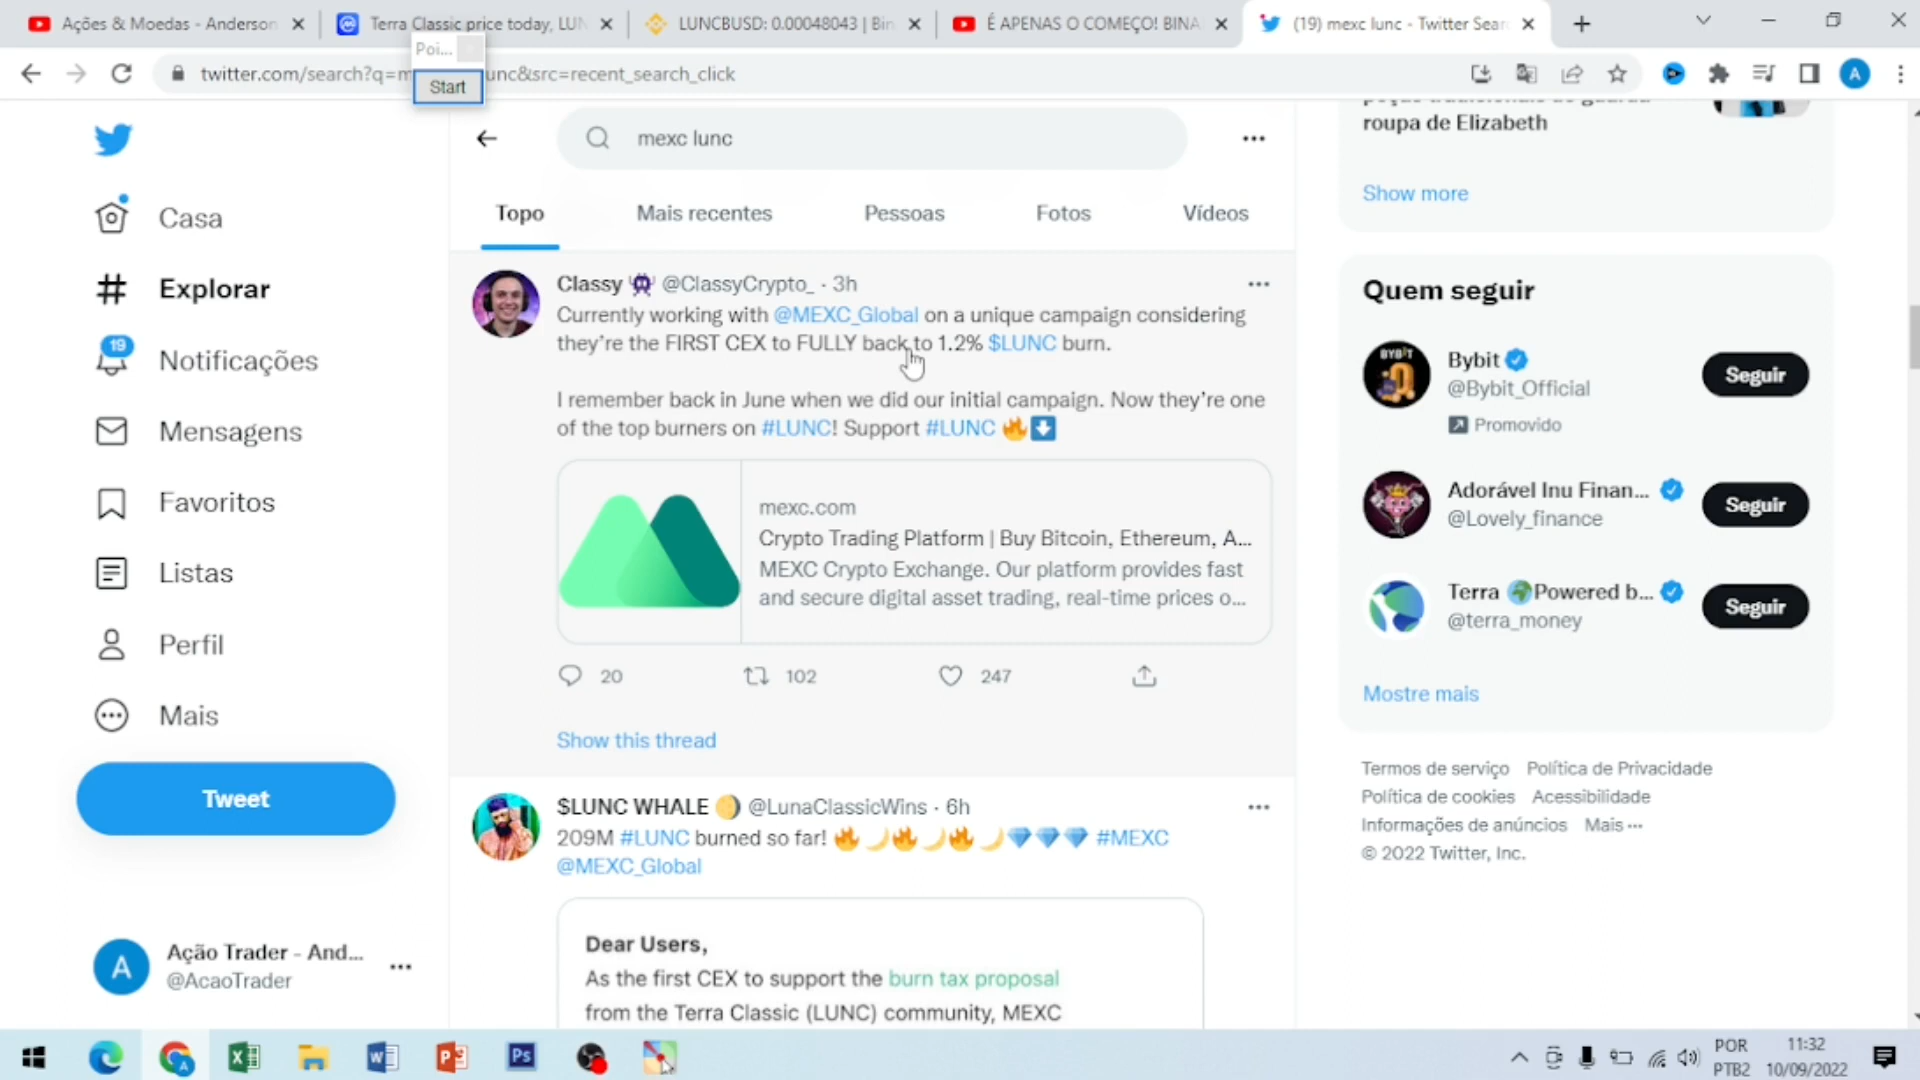 Ações & Moedas - Anderson
Terra Classic price today, LUN
LUNCBUSD: 0.00048043 | Bin
É APENAS O COMEÇO! BINA
(19) mexc lunc - Twitter Sear
Poi...
Start
twitter.com/search?q=m unc&src=recent_search_click
A
mexc lunc
Topo
Mais recentes
Pessoas
Fotos
Vídeos
Casa
Explorar
19
Notificações
Mensagens
Favoritos
Listas
Perfil
Mais
Tweet
A
Ação Trader - And...
@AcaoTrader
Classy @ClassyCrypto_ · 3h
Currently working with @MEXC_Global on a unique campaign considering
they're the FIRST CEX to FULLY back to 1.2% $LUNC burn.
I remember back in June when we did our initial campaign. Now they're one
of the top burners on #LUNC! Support #LUNC 🔥⬇️
mexc.com
Crypto Trading Platform | Buy Bitcoin, Ethereum, A...
MEXC Crypto Exchange. Our platform provides fast
and secure digital asset trading, real-time prices o...
20
102
247
Show this thread
$LUNC WHALE @LunaClassicWins · 6h
209M #LUNC burned so far! 🔥🌙🔥🌙🔥🌙💎💎💎 #MEXC
@MEXC_Global
Dear Users,
As the first CEX to support the burn tax proposal
from the Terra Classic (LUNC) community, MEXC
roupa de Elizabeth
Show more
Quem seguir
BYBIT
Bybit
@Bybit_Official
Promovido
Seguir
Adorável Inu Finan...
@Lovely_finance
Seguir
Terra 🌍Powered b...
@terra_money
Seguir
Mostre mais
Termos de serviço Política de Privacidade
Política de cookies Acessibilidade
Informações de anúncios Mais ···
© 2022 Twitter, Inc.
Ps
POR
PTB2
11:32
10/09/2022